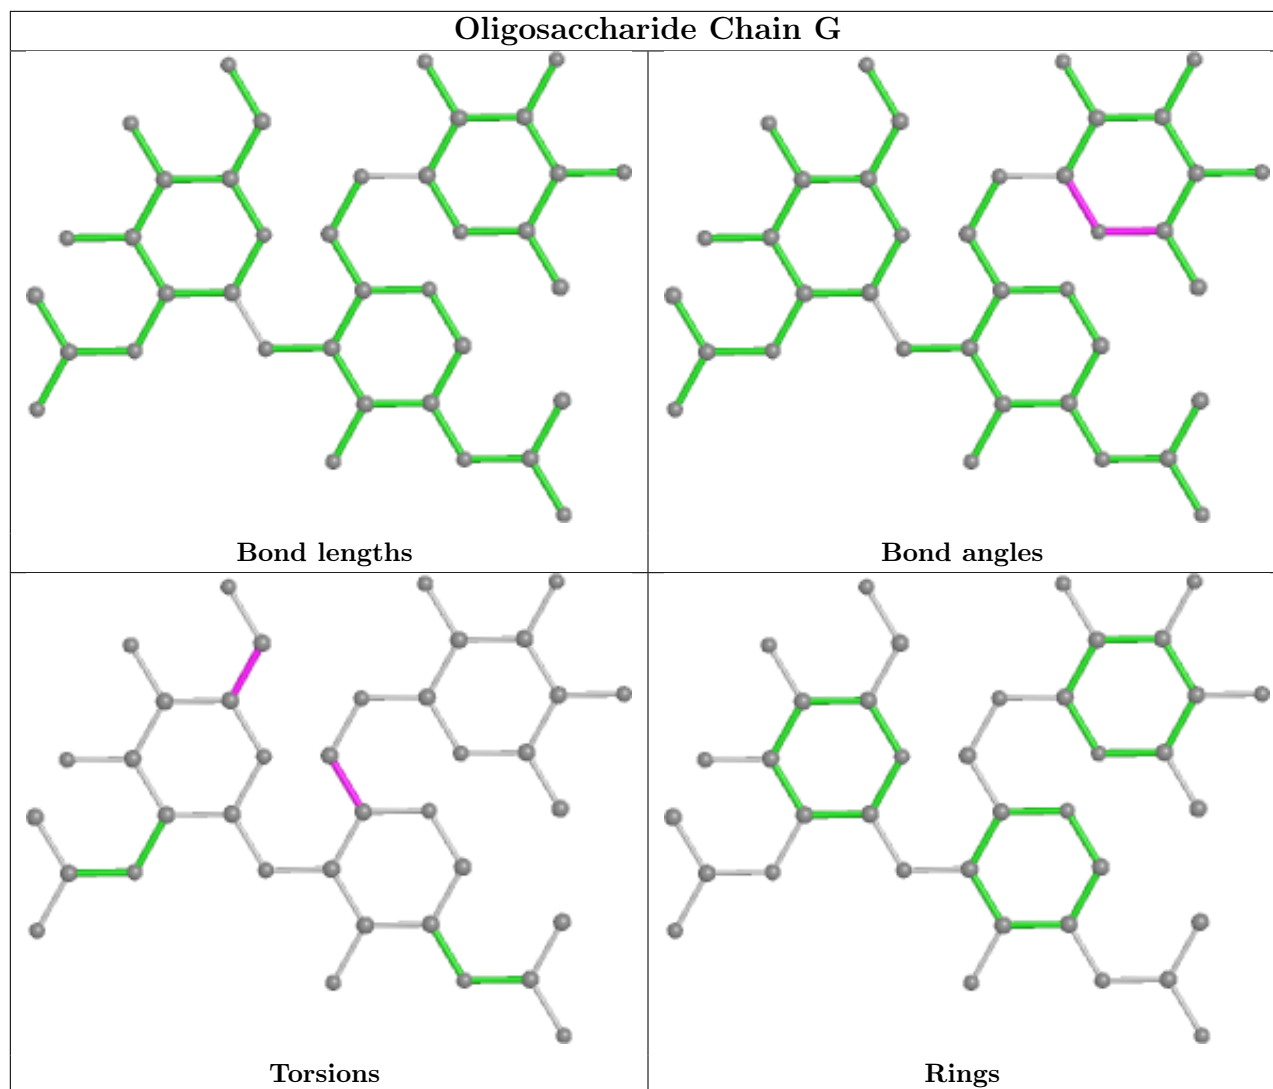 Oligosaccharide Chain G
Bond lengths
Bond angles
Torsions
Rings